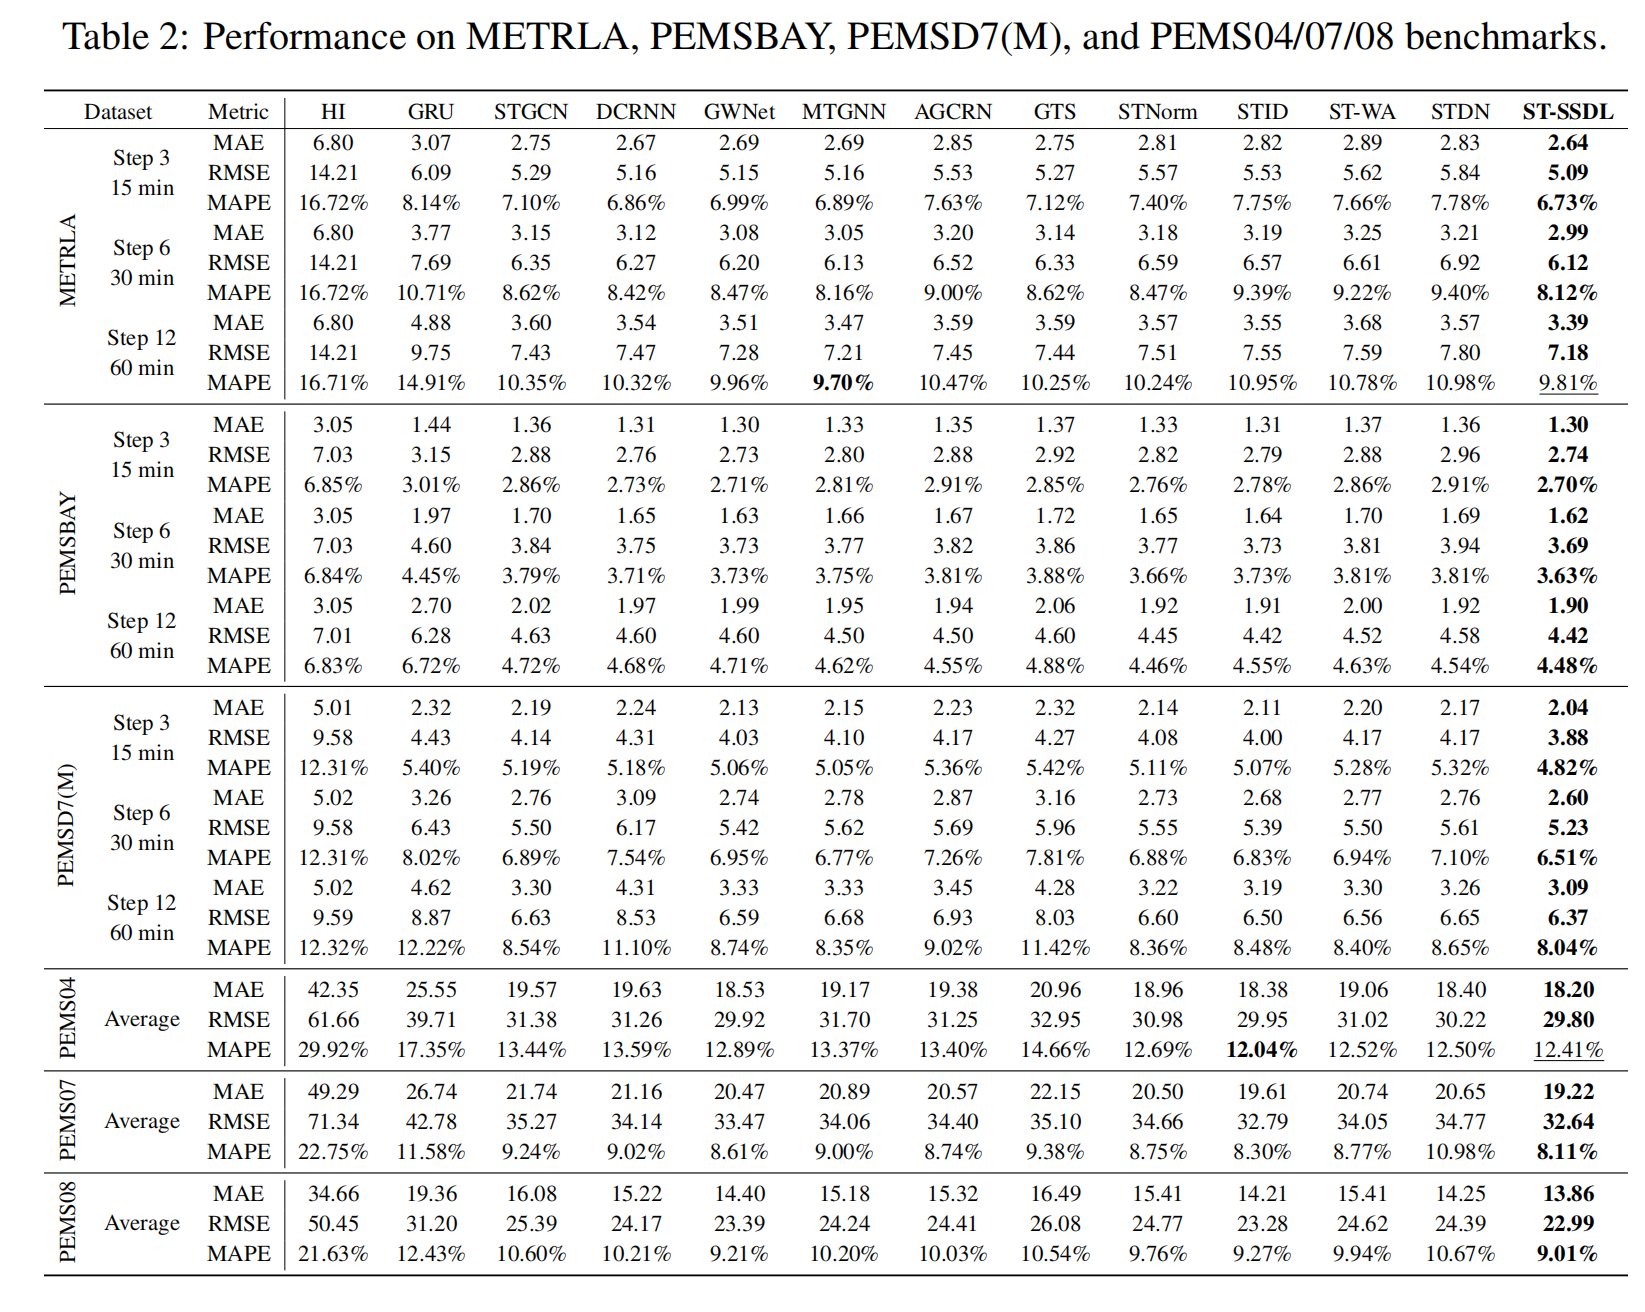 Table 2: Performance on METRLA, PEMSBAY, PEMSD7(M), and PEMS04/07/08 benchmarks.
Dataset Metric HI GRU STGCN DCRNN GWNet MTGNN AGCRN GTS STNorm STID ST-WA STDN ST-SSDL
METRLA
Step 3
15 min
MAE 6.80 3.07 2.75 2.67 2.69 2.69 2.85 2.75 2.81 2.82 2.89 2.83 2.64
RMSE 14.21 6.09 5.29 5.16 5.15 5.16 5.53 5.27 5.57 5.53 5.62 5.84 5.09
MAPE 16.72% 8.14% 7.10% 6.86% 6.99% 6.89% 7.63% 7.12% 7.40% 7.75% 7.66% 7.78% 6.73%
Step 6
30 min
MAE 6.80 3.77 3.15 3.12 3.08 3.05 3.20 3.14 3.18 3.19 3.25 3.21 2.99
RMSE 14.21 7.69 6.35 6.27 6.20 6.13 6.52 6.33 6.59 6.57 6.61 6.92 6.12
MAPE 16.72% 10.71% 8.62% 8.42% 8.47% 8.16% 9.00% 8.62% 8.47% 9.39% 9.22% 9.40% 8.12%
Step 12
60 min
MAE 6.80 4.88 3.60 3.54 3.51 3.47 3.59 3.59 3.57 3.55 3.68 3.57 3.39
RMSE 14.21 9.75 7.43 7.47 7.28 7.21 7.45 7.44 7.51 7.55 7.59 7.80 7.18
MAPE 16.71% 14.91% 10.35% 10.32% 9.96% 9.70% 10.47% 10.25% 10.24% 10.95% 10.78% 10.98% 9.81%
PEMSBAY
Step 3
15 min
MAE 3.05 1.44 1.36 1.31 1.30 1.33 1.35 1.37 1.33 1.31 1.37 1.36 1.30
RMSE 7.03 3.15 2.88 2.76 2.73 2.80 2.88 2.92 2.82 2.79 2.88 2.96 2.74
MAPE 6.85% 3.01% 2.86% 2.73% 2.71% 2.81% 2.91% 2.85% 2.76% 2.78% 2.86% 2.91% 2.70%
Step 6
30 min
MAE 3.05 1.97 1.70 1.65 1.63 1.66 1.67 1.72 1.65 1.64 1.70 1.69 1.62
RMSE 7.03 4.60 3.84 3.75 3.73 3.77 3.82 3.86 3.77 3.73 3.81 3.94 3.69
MAPE 6.84% 4.45% 3.79% 3.71% 3.73% 3.75% 3.81% 3.88% 3.66% 3.73% 3.81% 3.81% 3.63%
Step 12
60 min
MAE 3.05 2.70 2.02 1.97 1.99 1.95 1.94 2.06 1.92 1.91 2.00 1.92 1.90
RMSE 7.01 6.28 4.63 4.60 4.60 4.50 4.50 4.60 4.45 4.42 4.52 4.58 4.42
MAPE 6.83% 6.72% 4.72% 4.68% 4.71% 4.62% 4.55% 4.88% 4.46% 4.55% 4.63% 4.54% 4.48%
PEMSD7(M)
Step 3
15 min
MAE 5.01 2.32 2.19 2.24 2.13 2.15 2.23 2.32 2.14 2.11 2.20 2.17 2.04
RMSE 9.58 4.43 4.14 4.31 4.03 4.10 4.17 4.27 4.08 4.00 4.17 4.17 3.88
MAPE 12.31% 5.40% 5.19% 5.18% 5.06% 5.05% 5.36% 5.42% 5.11% 5.07% 5.28% 5.32% 4.82%
Step 6
30 min
MAE 5.02 3.26 2.76 3.09 2.74 2.78 2.87 3.16 2.73 2.68 2.77 2.76 2.60
RMSE 9.58 6.43 5.50 6.17 5.42 5.62 5.69 5.96 5.55 5.39 5.50 5.61 5.23
MAPE 12.31% 8.02% 6.89% 7.54% 6.95% 6.77% 7.26% 7.81% 6.88% 6.83% 6.94% 7.10% 6.51%
Step 12
60 min
MAE 5.02 4.62 3.30 4.31 3.33 3.33 3.45 4.28 3.22 3.19 3.30 3.26 3.09
RMSE 9.59 8.87 6.63 8.53 6.59 6.68 6.93 8.03 6.60 6.50 6.56 6.65 6.37
MAPE 12.32% 12.22% 8.54% 11.10% 8.74% 8.35% 9.02% 11.42% 8.36% 8.48% 8.40% 8.65% 8.04%
PEMS04
Average
MAE 42.35 25.55 19.57 19.63 18.53 19.17 19.38 20.96 18.96 18.38 19.06 18.40 18.20
RMSE 61.66 39.71 31.38 31.26 29.92 31.70 31.25 32.95 30.98 29.95 31.02 30.22 29.80
MAPE 29.92% 17.35% 13.44% 13.59% 12.89% 13.37% 13.40% 14.66% 12.69% 12.04% 12.52% 12.50% 12.41%
PEMS07
Average
MAE 49.29 26.74 21.74 21.16 20.47 20.89 20.57 22.15 20.50 19.61 20.74 20.65 19.22
RMSE 71.34 42.78 35.27 34.14 33.47 34.06 34.40 35.10 34.66 32.79 34.05 34.77 32.64
MAPE 22.75% 11.58% 9.24% 9.02% 8.61% 9.00% 8.74% 9.38% 8.75% 8.30% 8.77% 10.98% 8.11%
PEMS08
Average
MAE 34.66 19.36 16.08 15.22 14.40 15.18 15.32 16.49 15.41 14.21 15.41 14.25 13.86
RMSE 50.45 31.20 25.39 24.17 23.39 24.24 24.41 26.08 24.77 23.28 24.62 24.39 22.99
MAPE 21.63% 12.43% 10.60% 10.21% 9.21% 10.20% 10.03% 10.54% 9.76% 9.27% 9.94% 10.67% 9.01%